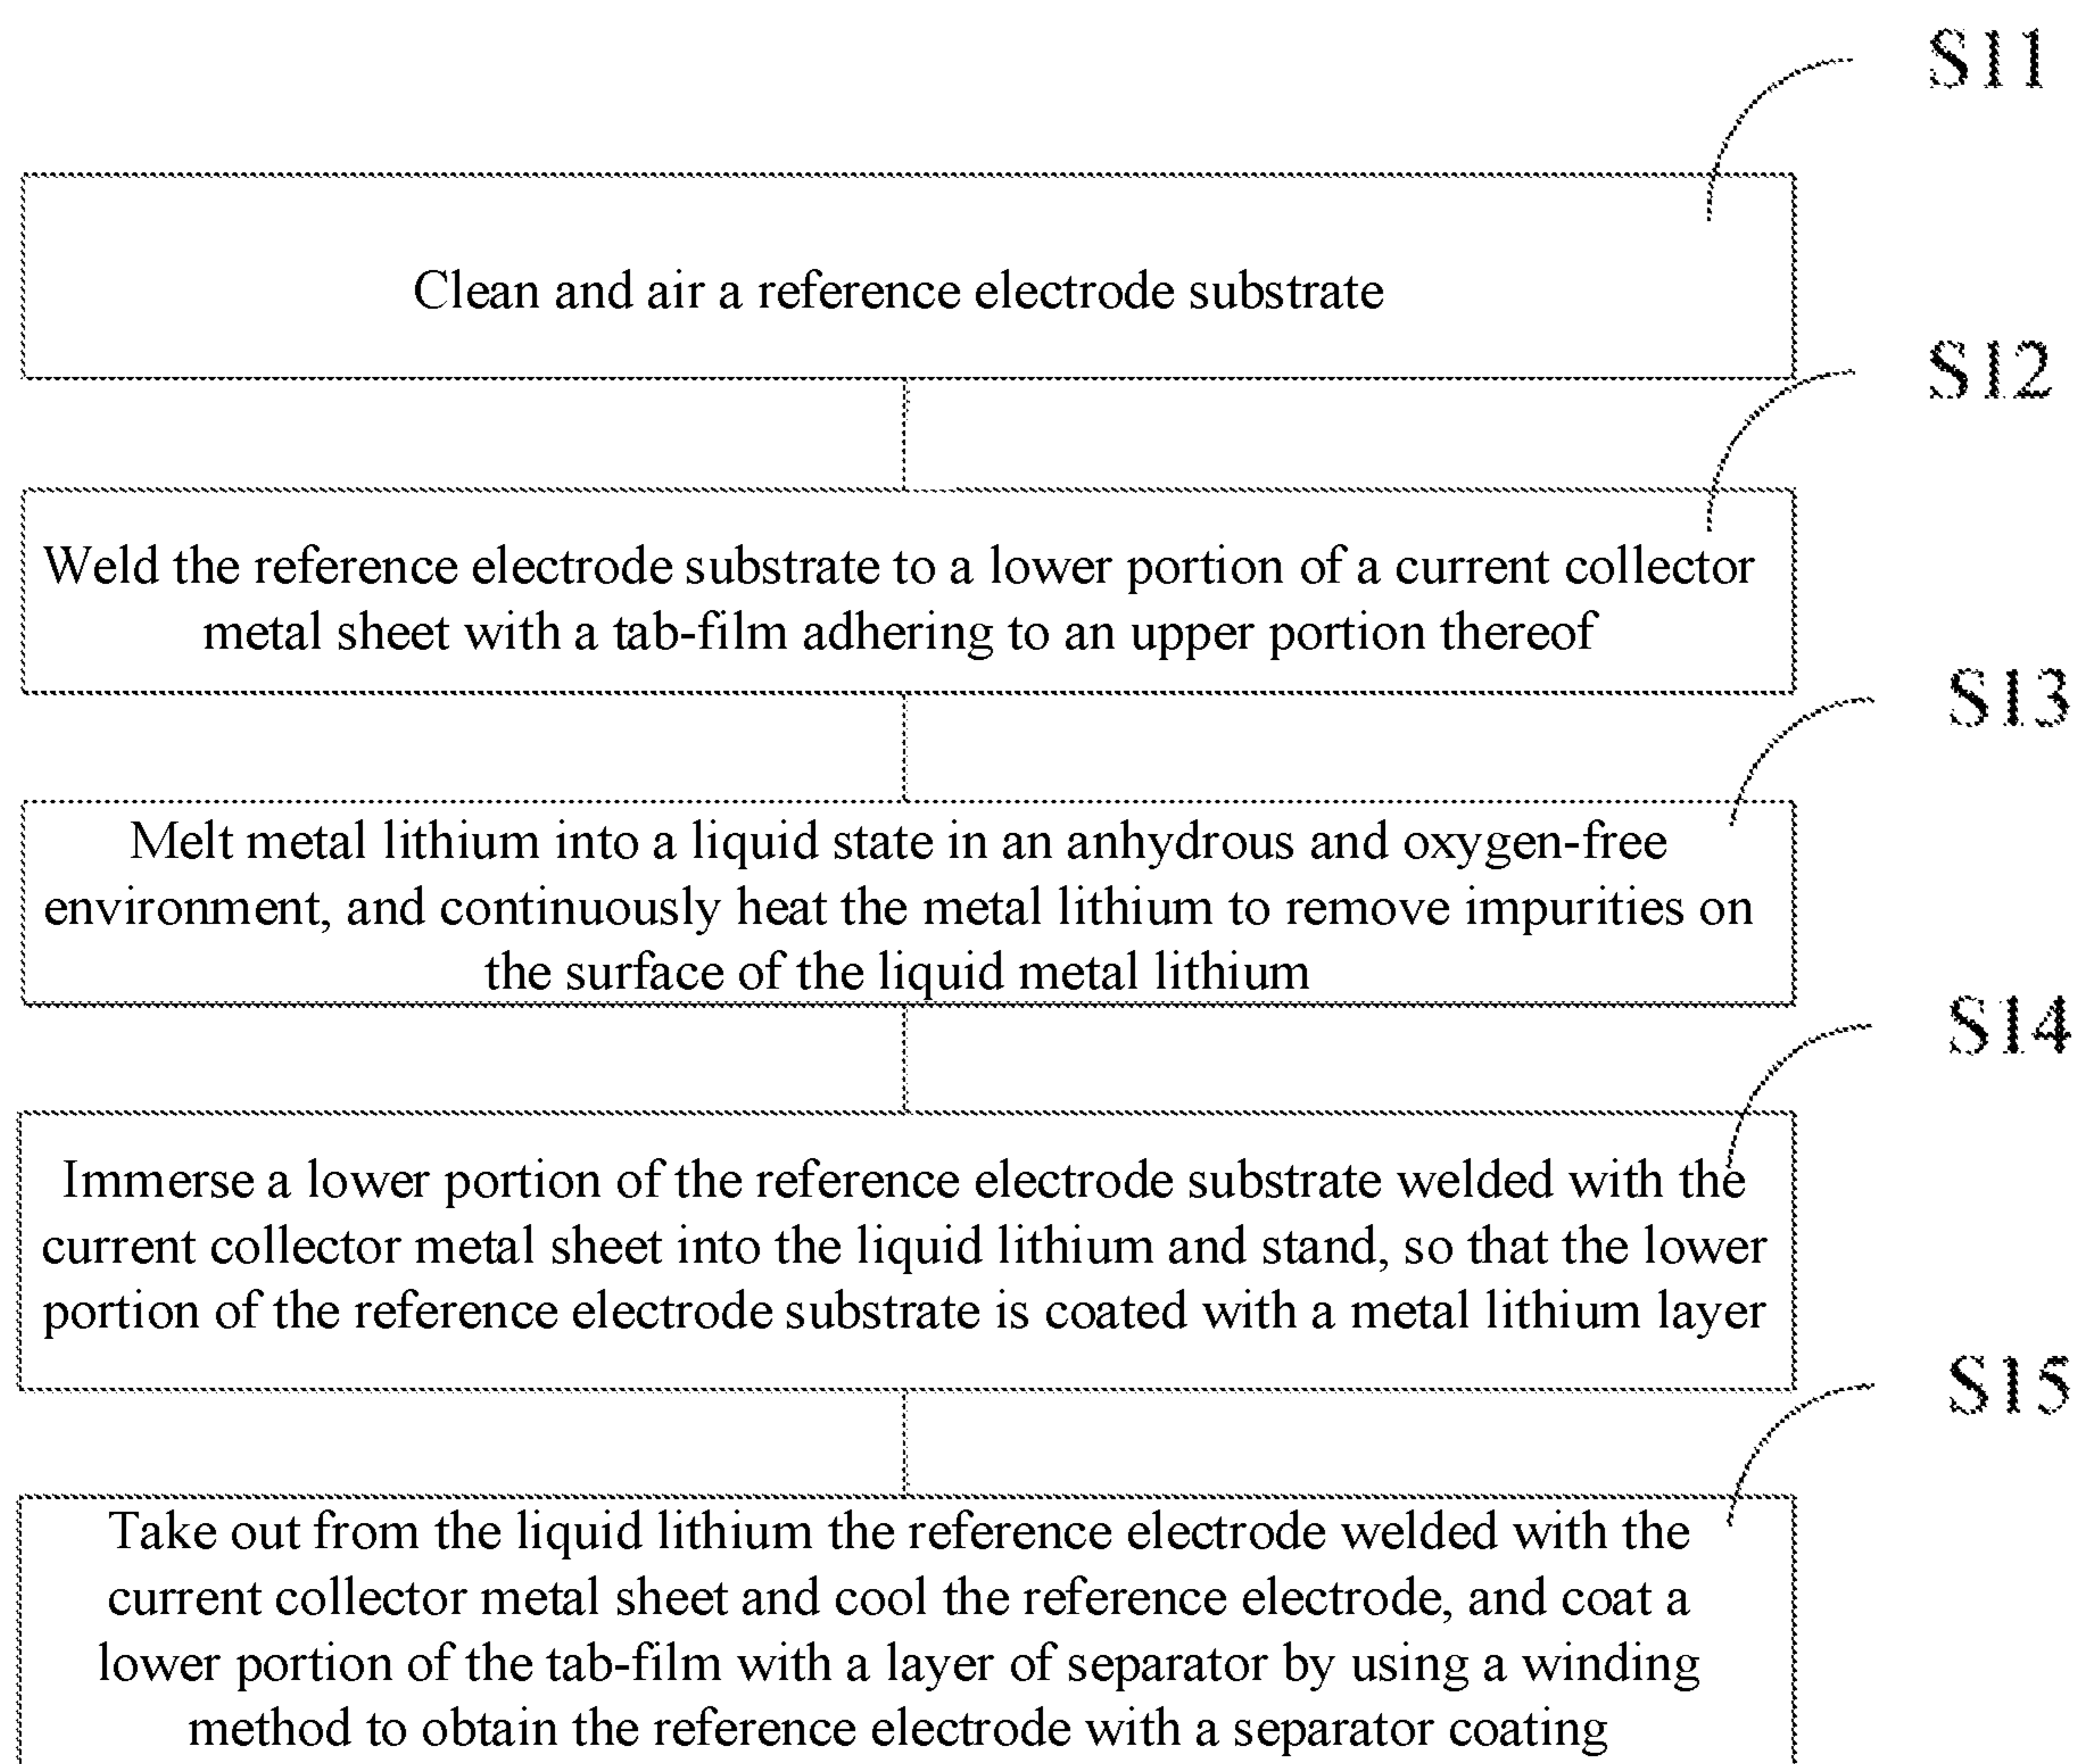 S11
Clean and air a reference electrode substrate
S12
Weld the reference electrode substrate to a lower portion of a current collector
metal sheet with a tab-film adhering to an upper portion thereof
S13
Melt metal lithium into a liquid state in an anhydrous and oxygen-free
environment, and continuously heat the metal lithium to remove impurities on
the surface of the liquid metal lithium
S14
Immerse a lower portion of the reference electrode substrate welded with the
current collector metal sheet into the liquid lithium and stand, so that the lower
portion of the reference electrode substrate is coated with a metal lithium layer
S15
Take out from the liquid lithium the reference electrode welded with the
current collector metal sheet and cool the reference electrode, and coat a
lower portion of the tab-film with a layer of separator by using a winding
method to obtain the reference electrode with a separator coating